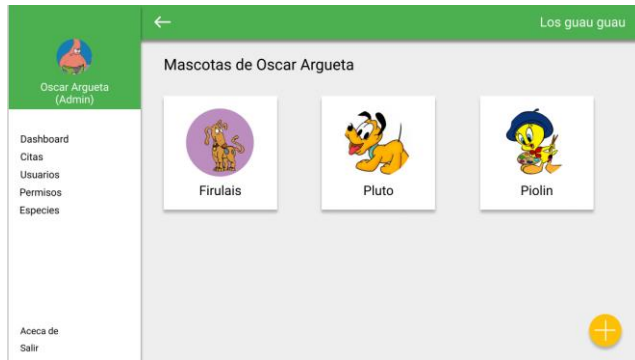 Los guau guau
Oscar Argueta
(Admin)
Dashboard
Citas
Usuarios
Permisos
Especies
Aceca de
Salir
Mascotas de Oscar Argueta
Firulais
Pluto
Piolin